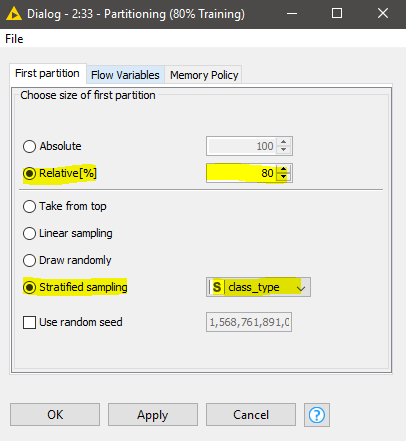 Dialog - 2:33 - Partitioning (80% Training)
File
First partition Flow Variables Memory Policy
Choose size of first partition
Absolute 100
Relative[%] 80
Take from top
Linear sampling
Draw randomly
Stratified sampling S class_type
Use random seed 1,568,761,891,0
OK Apply Cancel ?